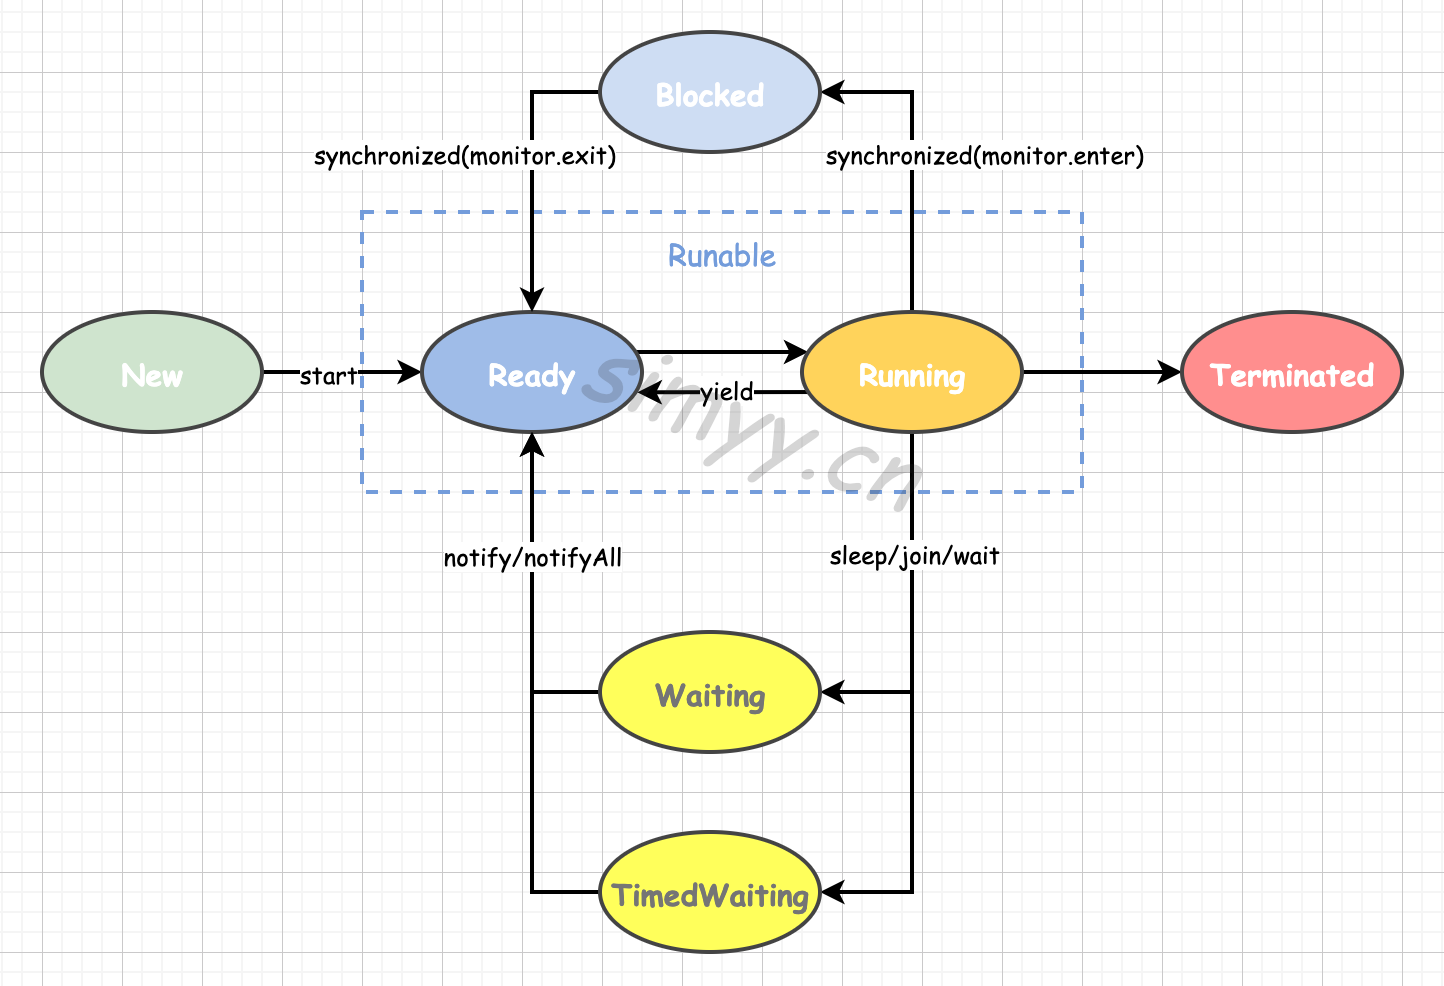 Blocked
synchronized(monitor.exit)
synchronized(monitor.enter)
Runable
New
start
Ready
yield
Running
Terminated
simyy.cn
notify/notifyAll
sleep/join/wait
Waiting
TimedWaiting